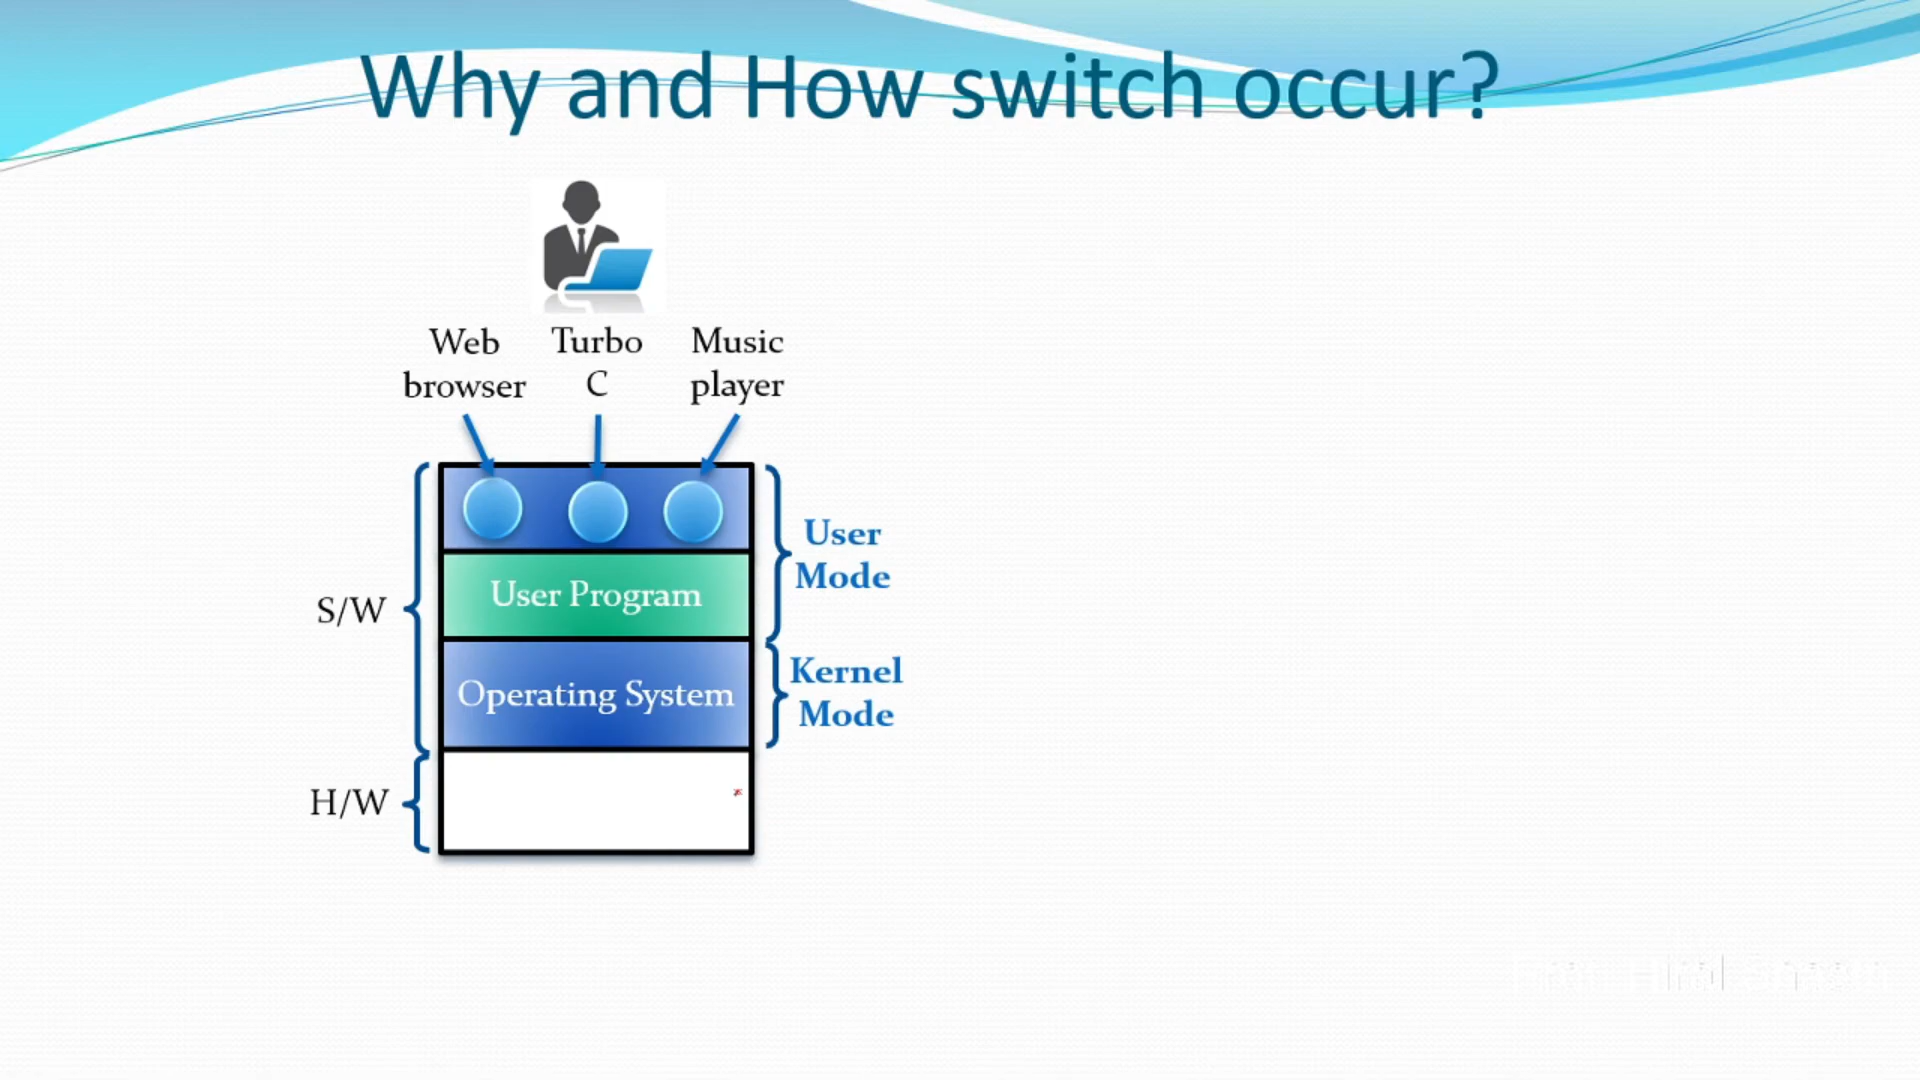 Why and How switch occur?
Web
browser
Turbo
C
Music
player
User
Mode
User Program
S/W
Operating System
Kernel
Mode
H/W